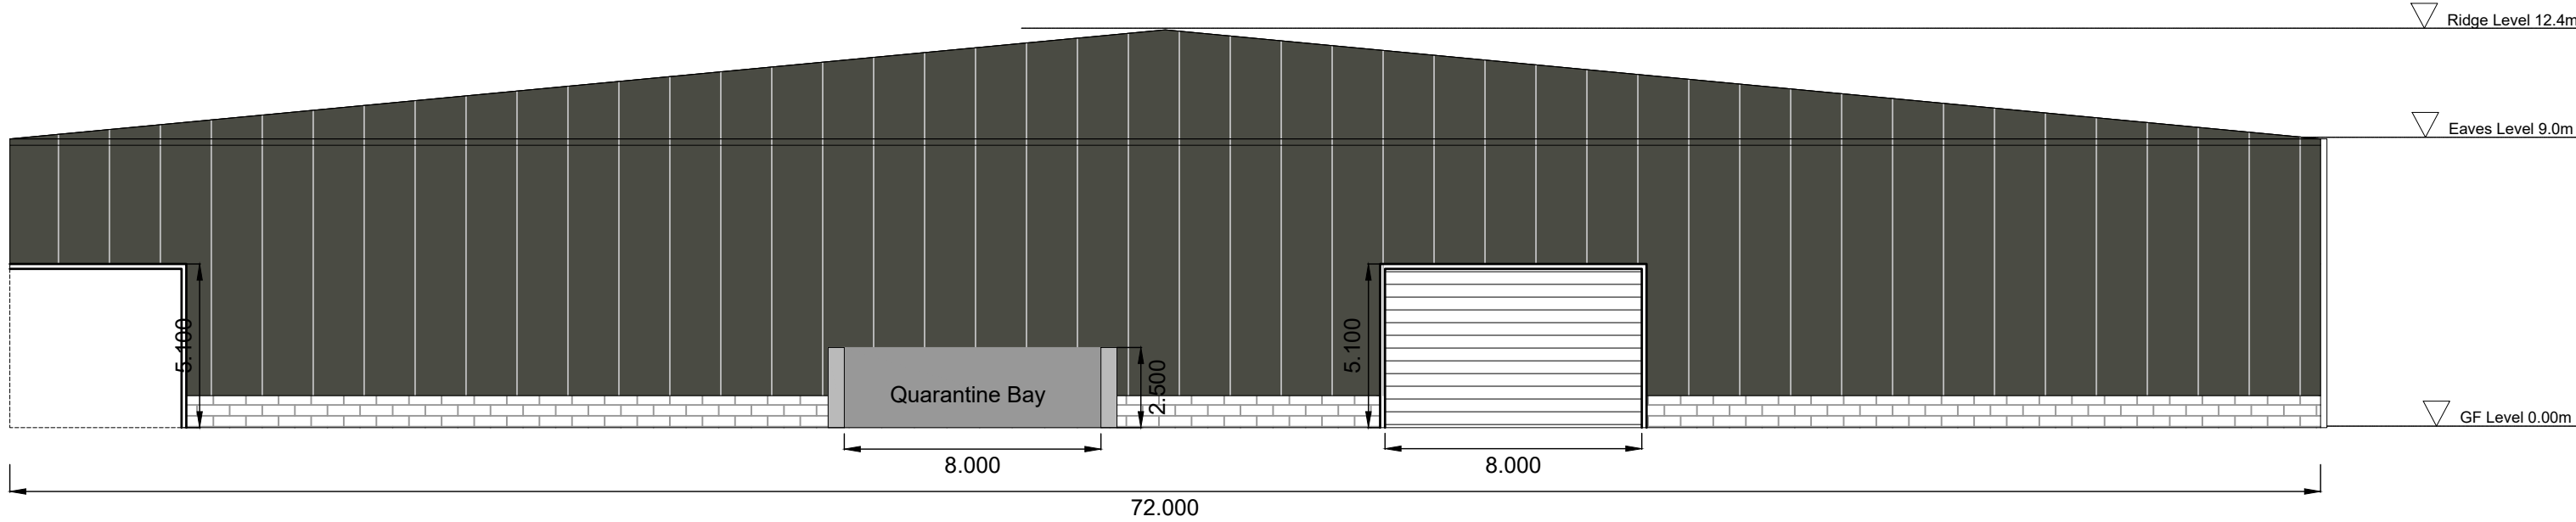 Ridge Level 12.4m
Eaves Level 9.0m
5.100
Quarantine Bay
2.500
5.100
GF Level 0.00m
8.000
8.000
72.000